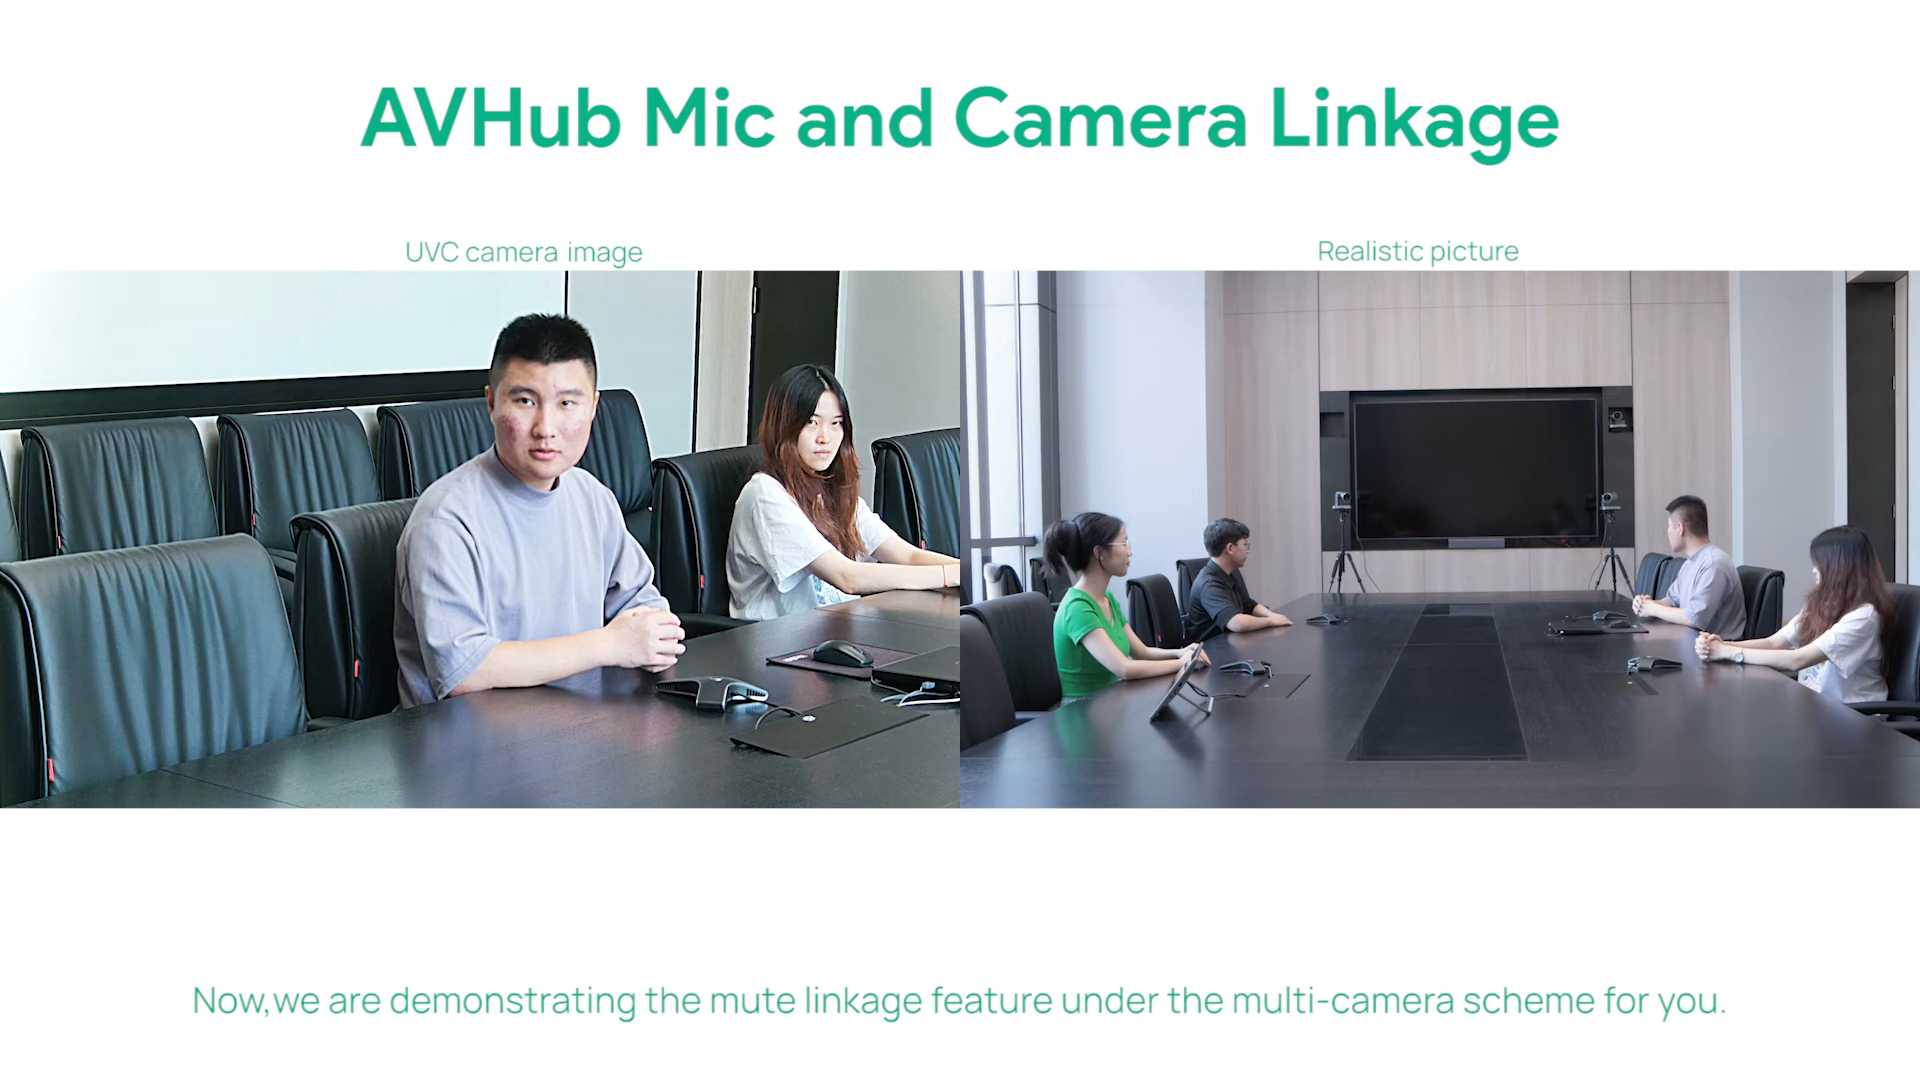 AVHub Mic and Camera Linkage
UVC camera image
Realistic picture
Now,we are demonstrating the mute linkage feature under the multi-camera scheme for you.